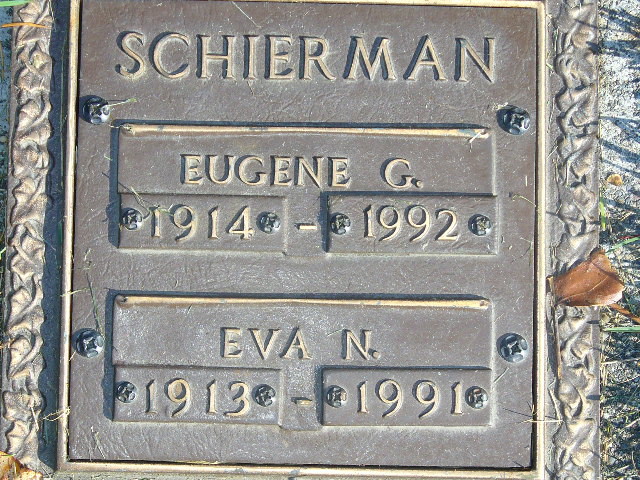 SCHIERMAN
EUGENE G.
1914 - 1992
EVA N.
1913 - 1991